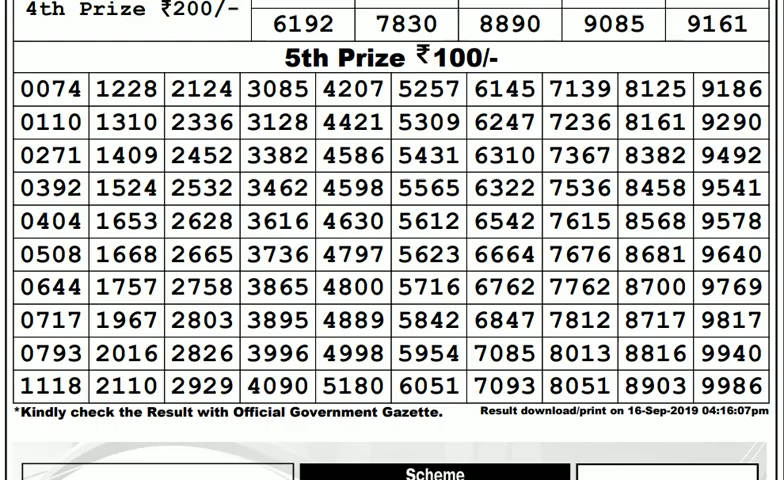 4th Prize ₹200/-
6192 7830 8890 9085 9161
5th Prize ₹100/-
0074 1228 2124 3085 4207 5257 6145 7139 8125 9186
0110 1310 2336 3128 4421 5309 6247 7236 8161 9290
0271 1409 2452 3382 4586 5431 6310 7367 8382 9492
0392 1524 2532 3462 4598 5565 6322 7536 8458 9541
0404 1653 2628 3616 4630 5612 6542 7615 8568 9578
0508 1668 2665 3736 4797 5623 6664 7676 8681 9640
0644 1757 2758 3865 4800 5716 6762 7762 8700 9769
0717 1967 2803 3895 4889 5842 6847 7812 8717 9817
0793 2016 2826 3996 4998 5954 7085 8013 8816 9940
1118 2110 2929 4090 5180 6051 7093 8051 8903 9986
*Kindly check the Result with Official Government Gazette. Result download/print on 16-Sep-2019 04:16:07pm
Scheme